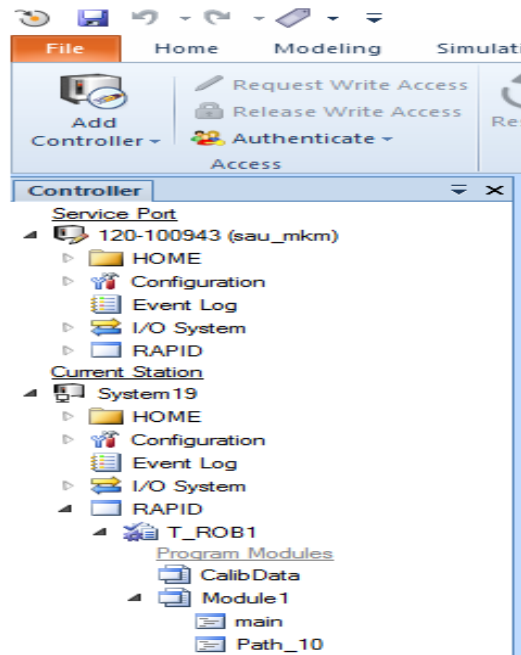 File Home Modeling Simulati
Request Write Access
Release Write Access
Re
Add
Controller
Authenticate
Access
Controller
Service Port
120-100943 (sau_mkm)
HOME
Configuration
Event Log
I/O System
RAPID
Current Station
System19
HOME
Configuration
Event Log
I/O System
RAPID
T_ROB1
Program Modules
CalibData
Module1
main
Path_10